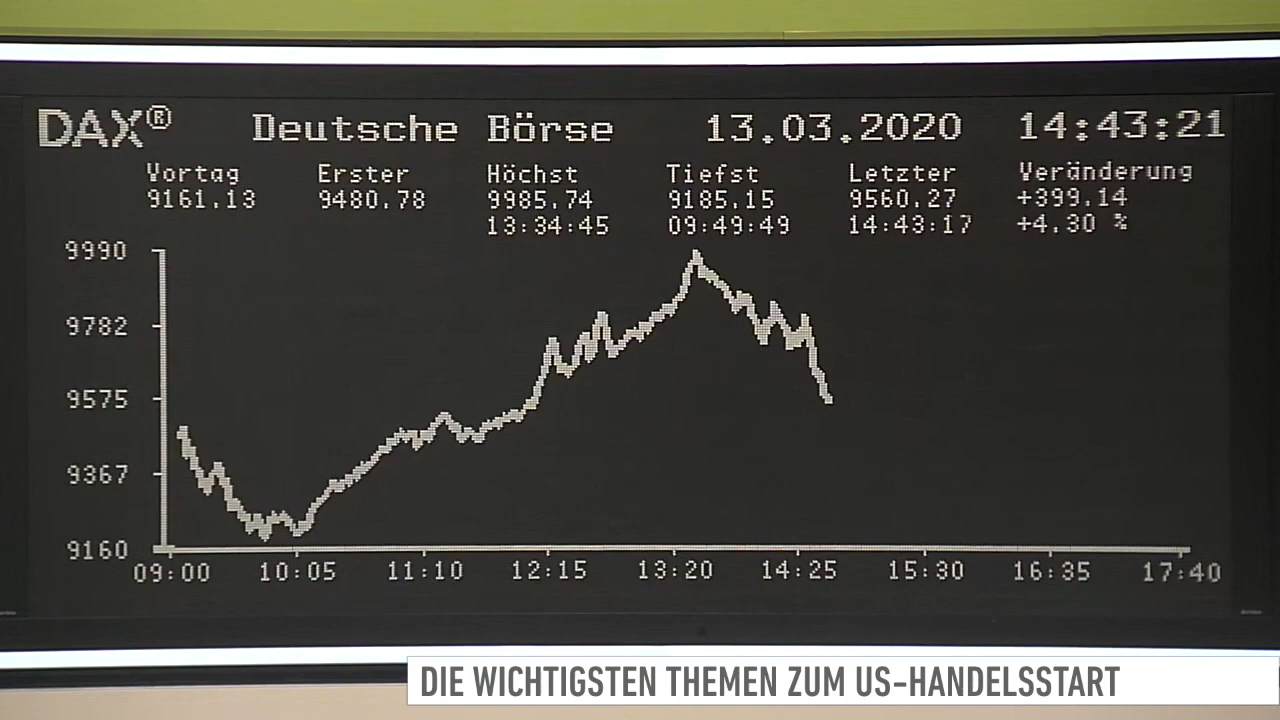 DAX® Deutsche Börse 13.03.2020 14:43:21
Vortag Erster Höchst Tiefst Letzter Veränderung
9161.13 9480.78 9985.74 9185.15 9560.27 +399.14
13:34:45 09:49:49 14:43:17 +4.30 %
9990
9782
9575
9367
9160
09:00 10:05 11:10 12:15 13:20 14:25 15:30 16:35 17:40
DIE WICHTIGSTEN THEMEN ZUM US-HANDELSSTART